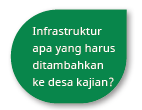 Infrastruktur
apa yang harus
ditambahkan
ke desa kajian?